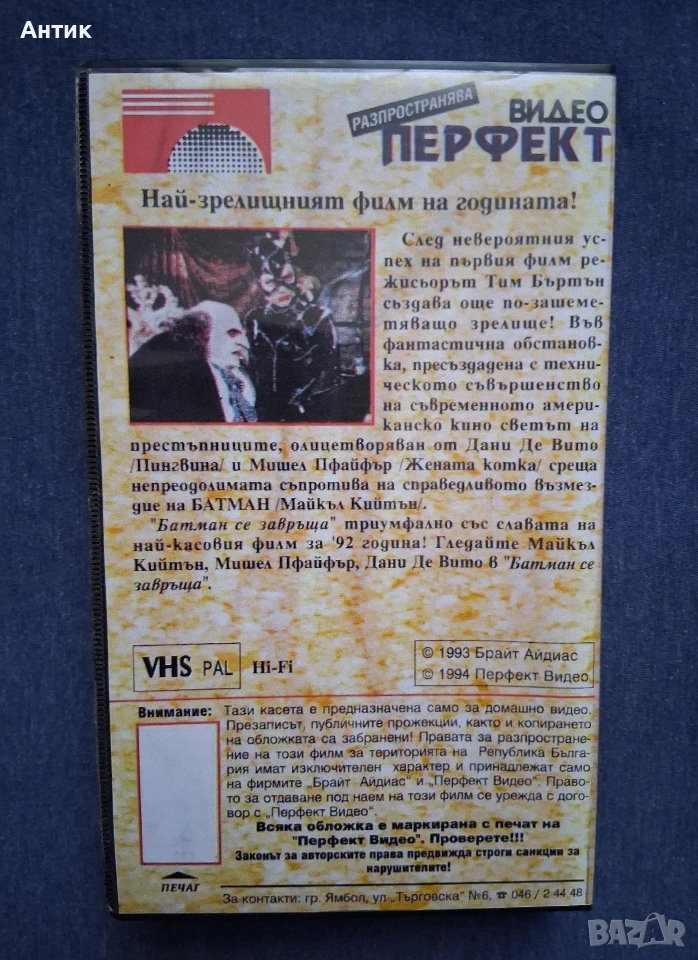 Антик
РАЗПРОСТРАНЯВА
ВИДЕО
ПЕРФЕКТ
Най-зрелищният филм на годината!
След невероятния ус-
пех на първия филм ре-
жисьорът Тим Бъртън
създава още по-зашеме-
тяващо зрелище! Във
фантастична обстанов-
ка, пресъздадена с техни-
ческото съвършенство
на съвременното амери-
канско кино светът на
престъпниците, олицетворяван от Дани Де Вито
/Пингвина/ и Мишел Пфайфър /Жената котка/ среща
непреодолимата съпротива на справедливото възмез-
дие на БАТМАН /Майкъл Кийтън/.
"Батман се завръща" триумфално със славата на
най-касовия филм за '92 година! Гледайте Майкъл
Кийтън, Мишел Пфайфър, Дани Де Вито в "Батман се
завръща".
VHS PAL Hi-Fi
© 1993 Брайт Айдиас
© 1994 Перфект Видео
Внимание: Тази касета е предназначена само за домашно видео.
Презаписът, публичните прожекции, както и копирането
на обложката са забранени! Правата за разпространe-
ние на този филм за територията на Република Бълга-
рия имат изключителен характер и принадлежат само
на фирмите „Брайт Айдиас" и „Перфект Видео". Право-
то за отдаване под наем на този филм се урежда с дого-
вор с „Перфект Видео".
Всяка обложка е маркирана с печат на
"Перфект Видео". Проверете!!!
Законът за авторските права предвижда строги санкции за
нарушителите!
ПЕЧАТ
За контакти: гр. Ямбол, ул „Търговска" №6, ☎ 046 / 2 44 48
BAZAR